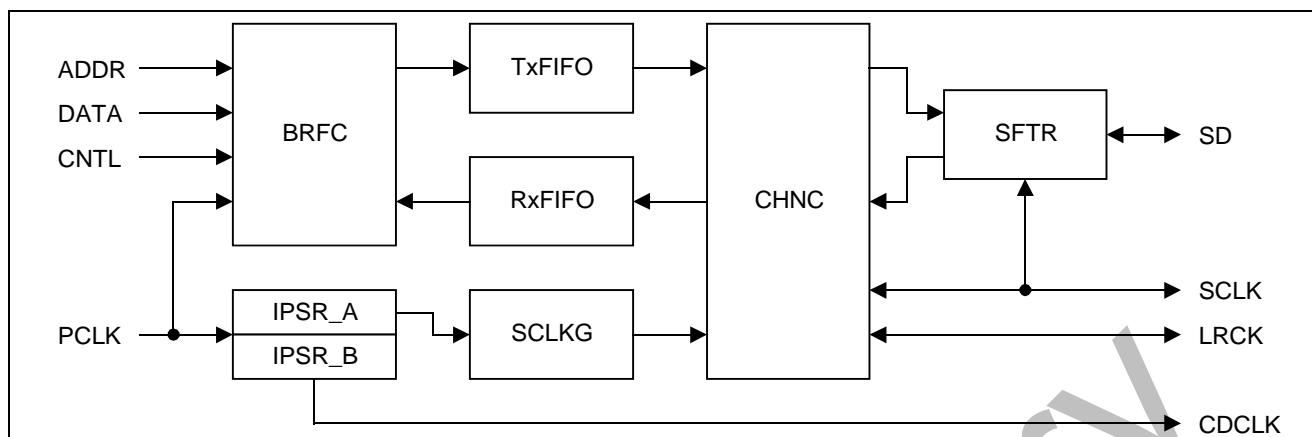 ADDR
DATA
CNTL
PCLK
BRFC
TxFIFO
RxFIFO
IPSR_A
IPSR_B
SCLKG
CHNC
SFTR
SD
SCLK
LRCK
CDCLK